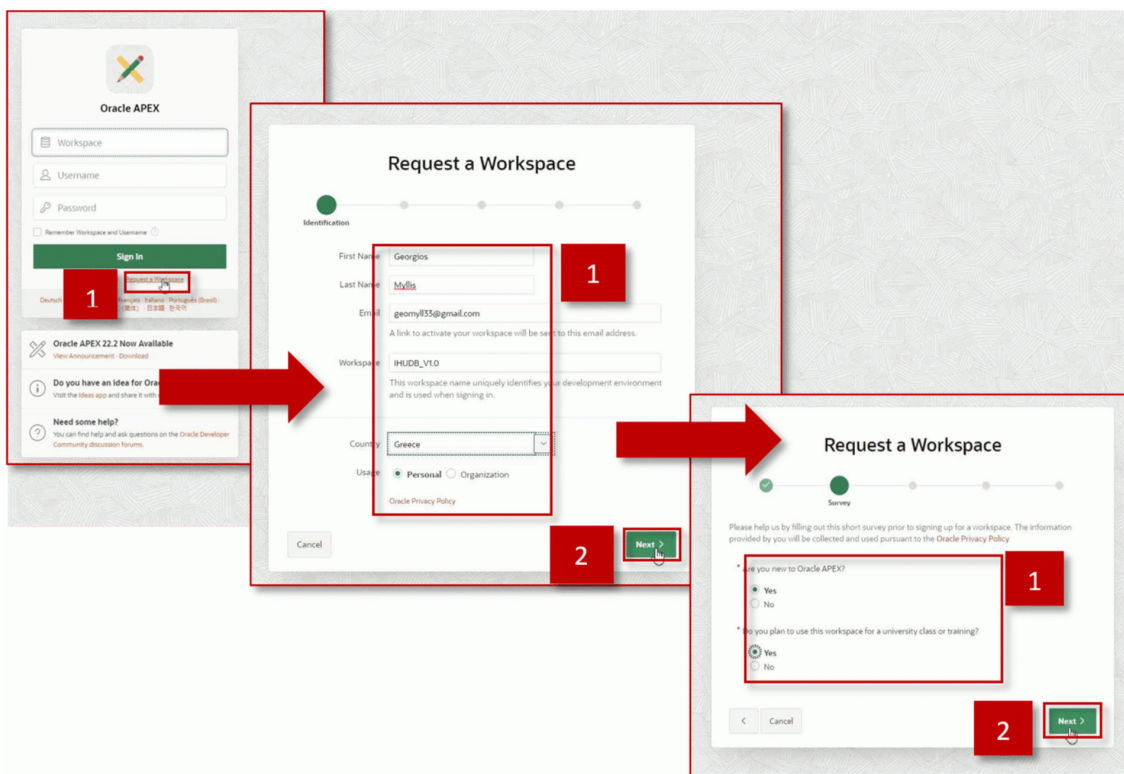 Oracle APEX
Workspace
Username
Password
Remember Workspace and Username
Sign In
Request a Workspace
1
Deutsch
Français · Italiano · Português (Brasil) ·
日本語 · 한국어
Oracle APEX 22.2 Now Available
View Announcement · Download
Do you have an Idea for
Visit the Ideas app and share it with
Need some help?
You can find help and ask questions on the Oracle Developer
Community discussion forums.
Request a Workspace
Identification
First Name Georgios
Last Name Myllis
Email geomyll33@gmail.com
A link to activate your workspace will be sent to this email address.
Workspace IHUDB_V1.0
This workspace name uniquely identifies your development environment
and is used when signing in.
Country Greece
Usage Personal Organization
Oracle Privacy Policy
1
Cancel
2
Next >
Request a Workspace
Survey
Please help us by filling out this short survey prior to signing up for a workspace. The information
provided by you will be collected and used pursuant to the Oracle Privacy Policy
* Are you new to Oracle APEX?
Yes
No
* Do you plan to use this workspace for a university class or training?
Yes
No
1
< Cancel
2
Next >